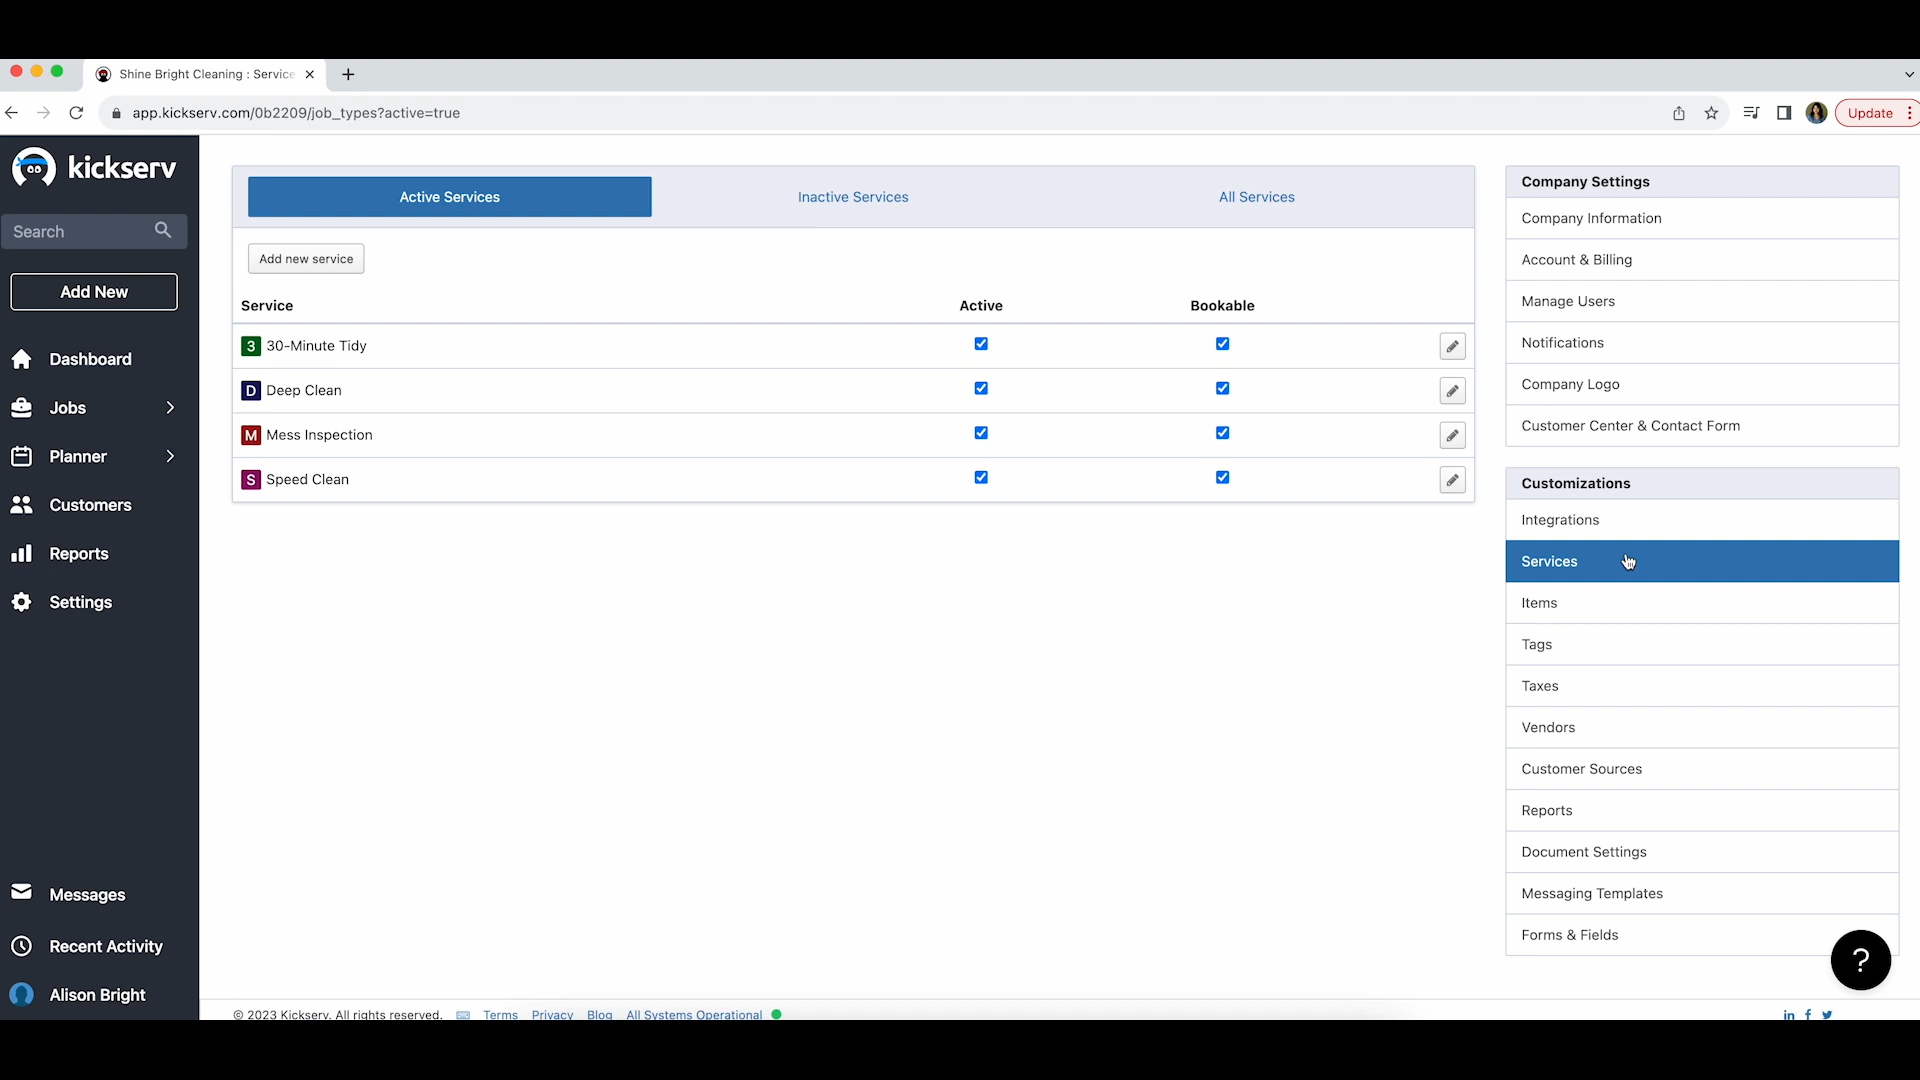 Shine Bright Cleaning : Service
app.kickserv.com/0b2209/job_types?active=true
Update
kickserv
Search
Add New
Dashboard
Jobs
Planner
Customers
Reports
Settings
Messages
Recent Activity
Alison Bright
Active Services
Inactive Services
All Services
Add new service
Service Active Bookable
3 30-Minute Tidy
D Deep Clean
M Mess Inspection
S Speed Clean
Company Settings
Company Information
Account & Billing
Manage Users
Notifications
Company Logo
Customer Center & Contact Form
Customizations
Integrations
Services
Items
Tags
Taxes
Vendors
Customer Sources
Reports
Document Settings
Messaging Templates
Forms & Fields
?
© 2023 Kickserv. All rights reserved. Terms Privacy Blog All Systems Operational